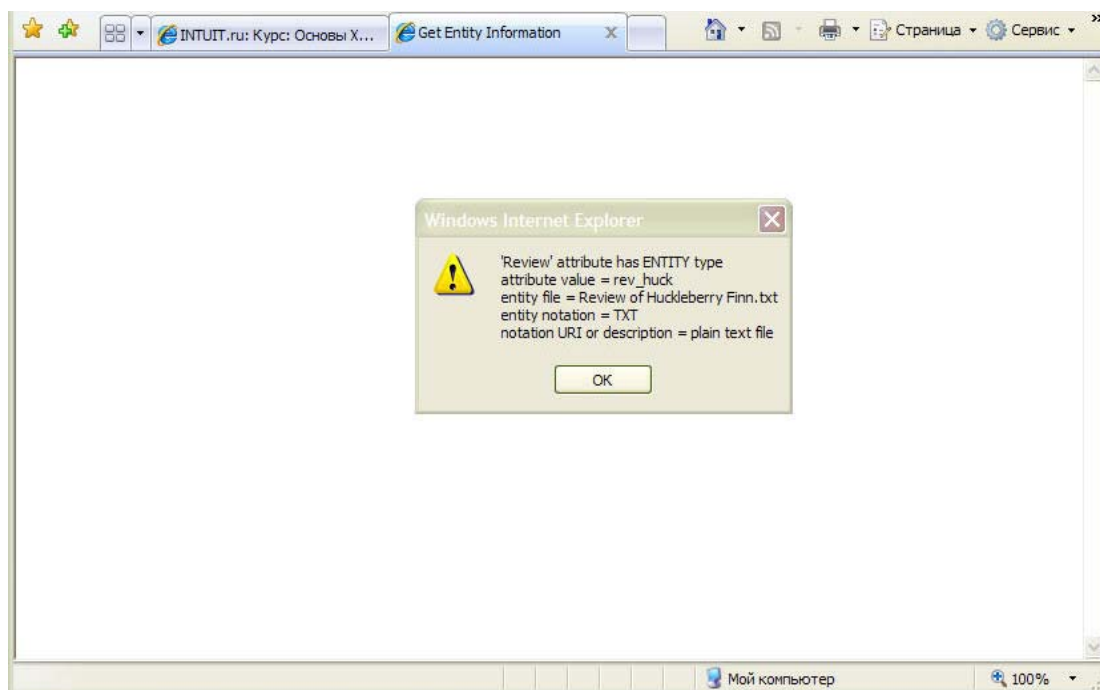 INTUIT.ru: Курс: Основы X...
Get Entity Information
Страница
Сервис
»
Windows Internet Explorer
'Review' attribute has ENTITY type
attribute value = rev_huck
entity file = Review of Huckleberry Finn.txt
entity notation = TXT
notation URI or description = plain text file
OK
Мой компьютер
100%